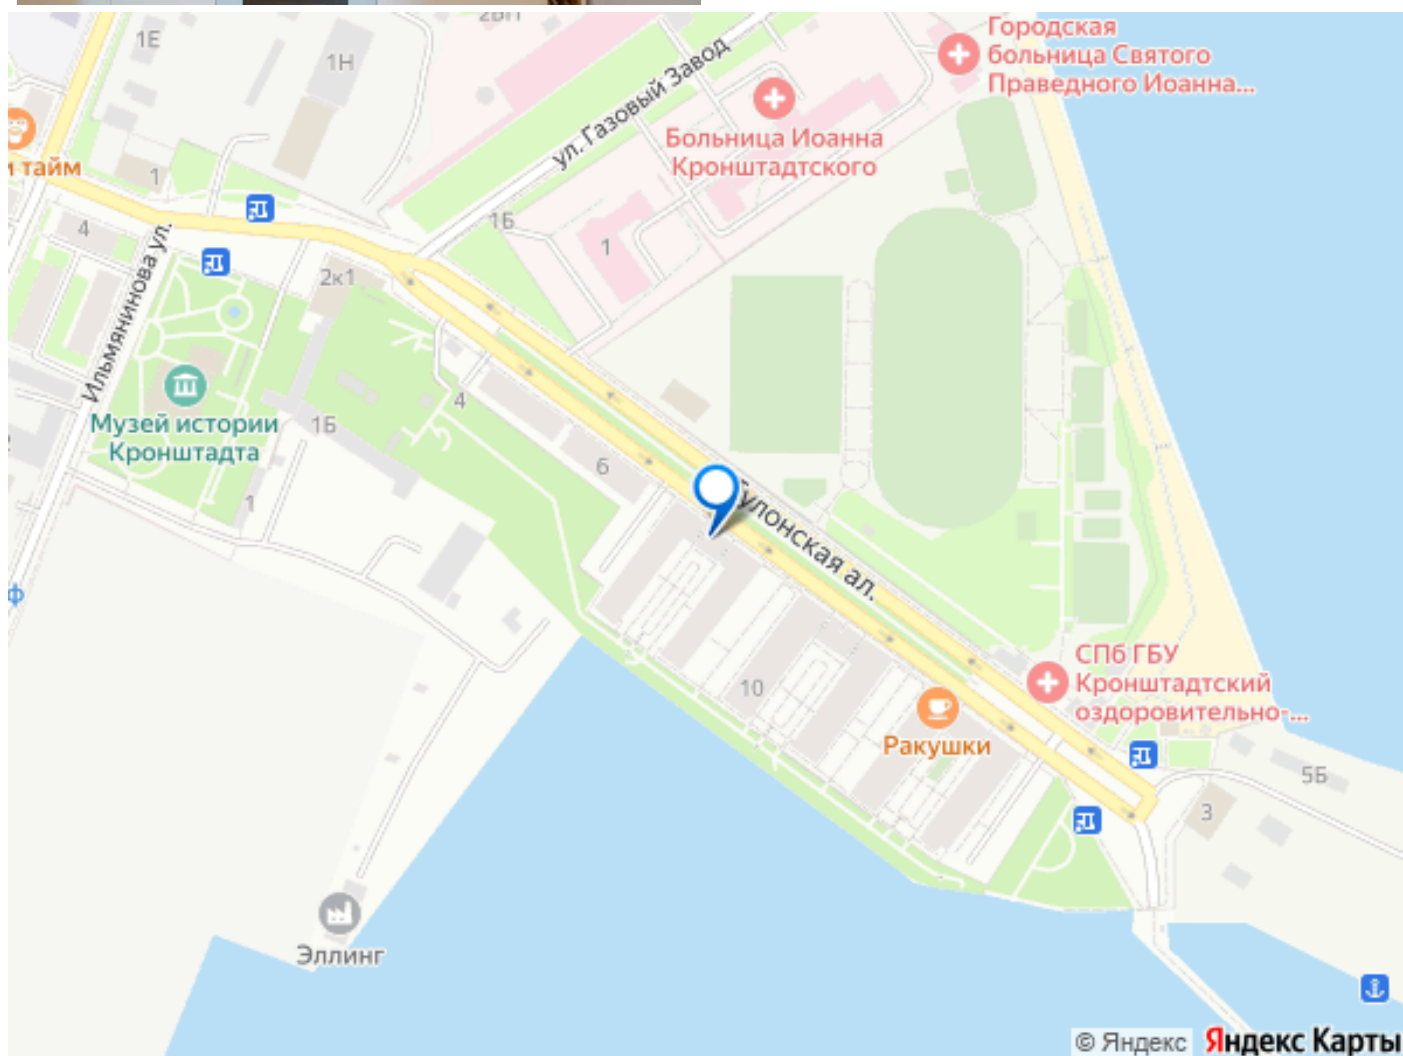 1Е
1Н
2ВП
Городская
больница Святого
Праведного Иоанна...
ул. Газовый Завод
Больница Иоанна
Кронштадтского
и тайм
1
4
Ильмянинова ул.
2к1
1Б
1
Музей истории
Кронштадта
1Б
4
6
1
Тулонская ал.
10
Ракушки
СПб ГБУ
Кронштадтский
оздоровительно-...
5Б
3
ф
Эллинг
© Яндекс Яндекс Карты